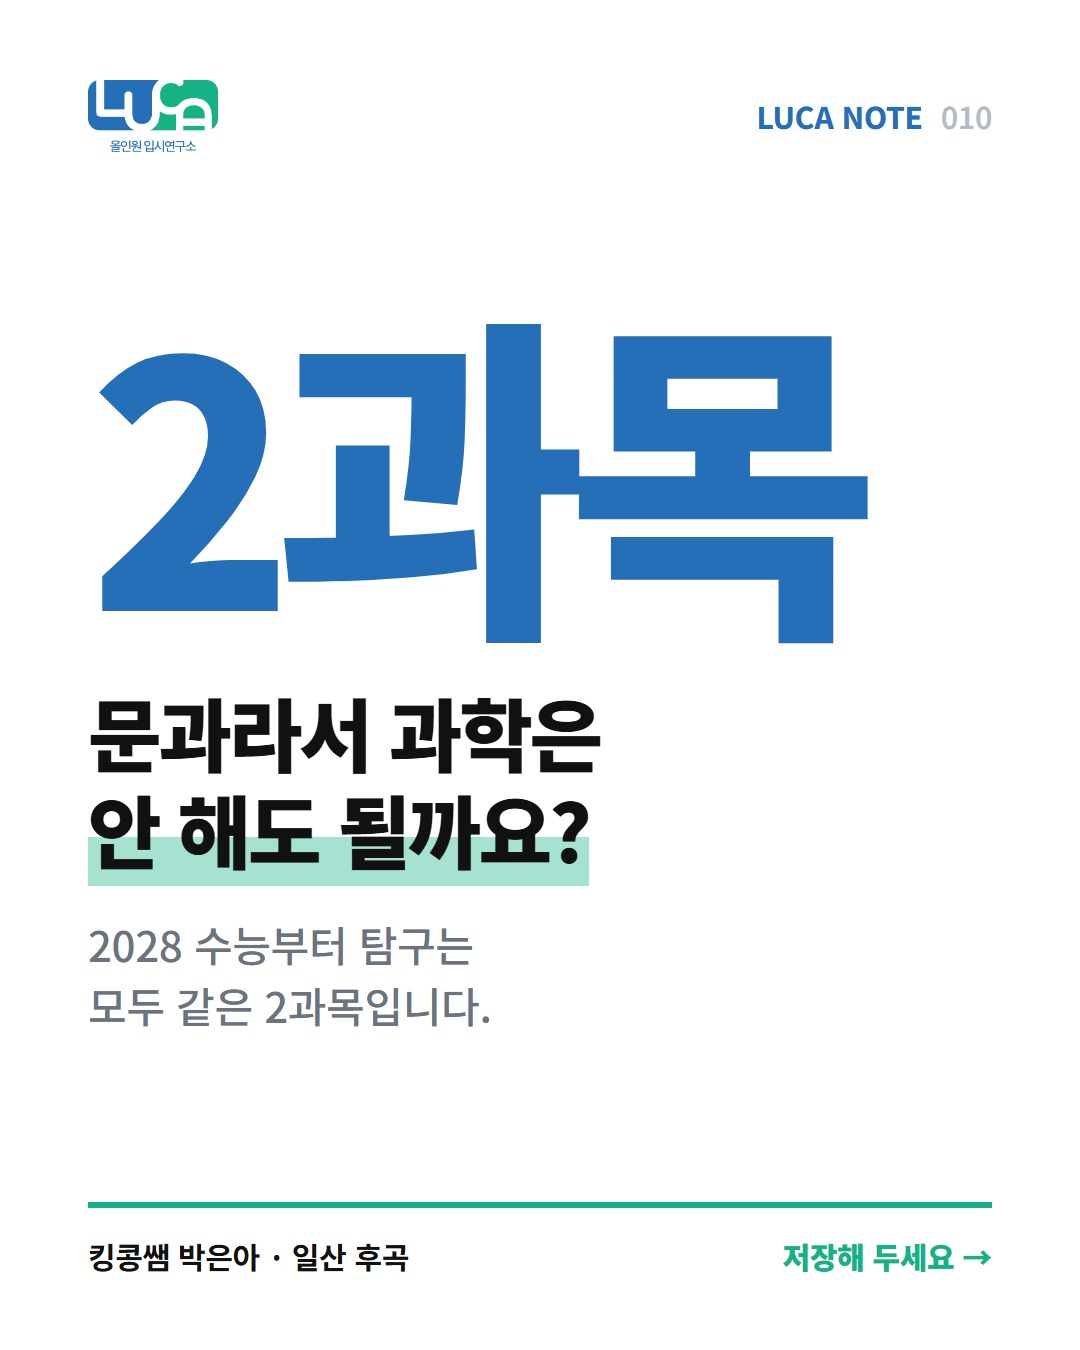 LUCA
올인원 입시연구소
LUCA NOTE 010
2과목
문과라서 과학은
안 해도 될까요?
2028 수능부터 탐구는
모두 같은 2과목입니다.
킹콩쌤 박은아 · 일산 후곡
저장해 두세요 →